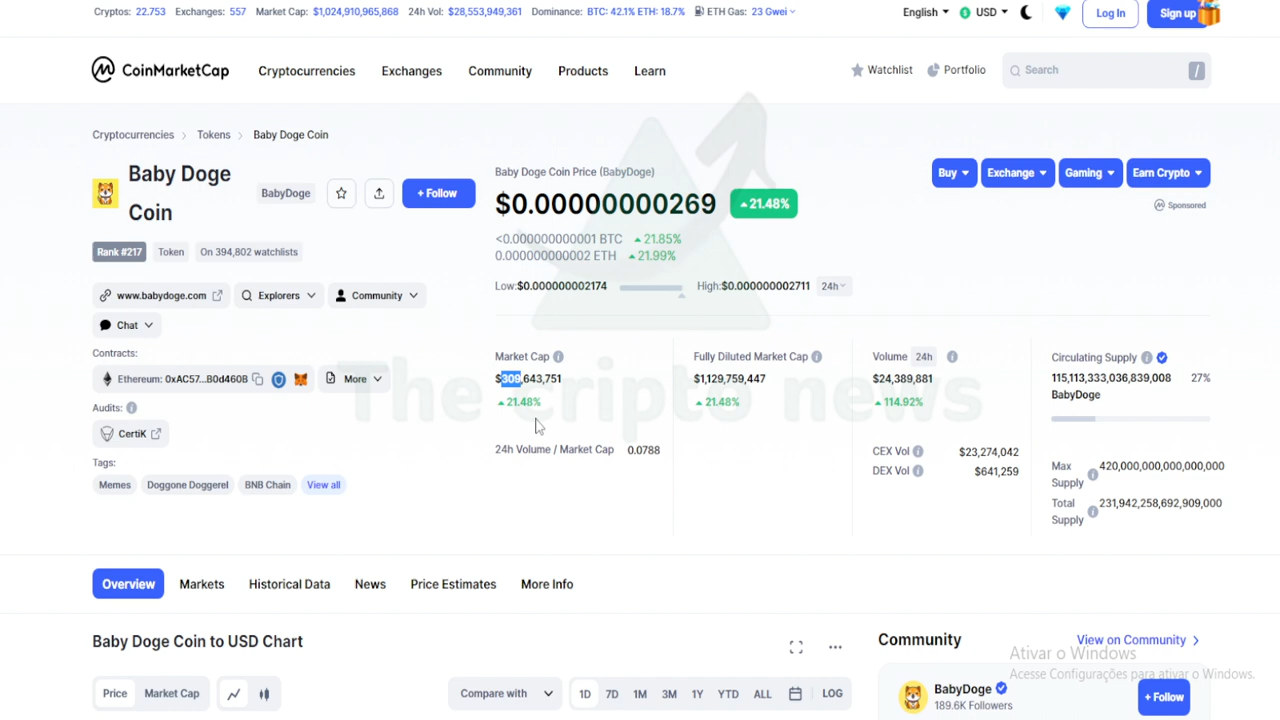 Cryptos: 22.753 Exchanges: 557 Market Cap: $1,024,910,965,868 24h Vol: $28,553,949,361 Dominance: BTC: 42.1% ETH: 18.7% ETH Gas: 23 Gwei English USD Log In Sign up
CoinMarketCap Cryptocurrencies Exchanges Community Products Learn Watchlist Portfolio Search /
Cryptocurrencies Tokens Baby Doge Coin
Baby Doge
Coin
BabyDoge
+ Follow
Rank #217 Token On 394,802 watchlists
www.babydoge.com Explorers Community
Chat
Contracts:
Ethereum: 0xAC57...B0d460B More
Audits:
CertiK
Tags:
Memes Doggone Doggerel BNB Chain View all
Baby Doge Coin Price (BabyDoge)
$0.00000000269 21.48%
<0.000000000001 BTC 21.85%
0.000000000002 ETH 21.99%
Low:$0.000000002174 High:$0.000000002711 24h
Buy Exchange Gaming Earn Crypto
Sponsored
Market Cap
$309,643,751
21.48%
24h Volume / Market Cap 0.0788
Fully Diluted Market Cap
$1,129,759,447
21.48%
Volume 24h
$24,389,881
114.92%
CEX Vol $23,274,042
DEX Vol $641,259
Circulating Supply
115,113,333,036,839,008 27%
BabyDoge
Max
Supply
420,000,000,000,000,000
Total
Supply
231,942,258,692,909,000
The cripto news
Overview Markets Historical Data News Price Estimates More Info
Baby Doge Coin to USD Chart
Price Market Cap Compare with 1D 7D 1M 3M 1Y YTD ALL LOG
Community View on Community
BabyDoge
189.6K Followers
+ Follow
Ativar o Windows
Acesse Configurações para ativar o Windows.